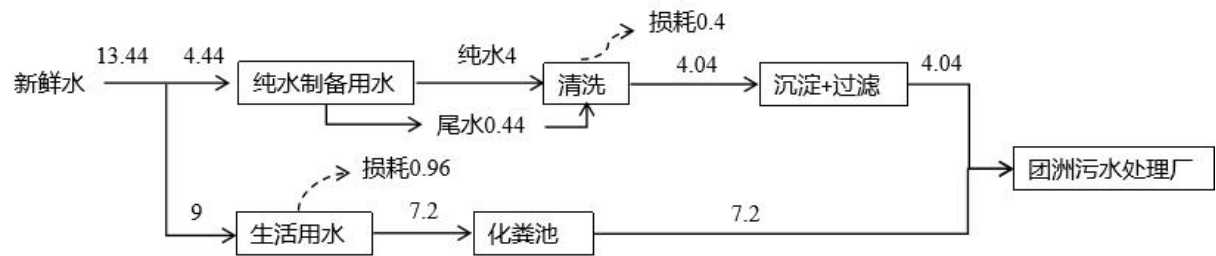 损耗0.4
13.44
4.44
纯水4
4.04
4.04
新鲜水
纯水制备用水
清洗
沉淀+过滤
尾水0.44
损耗0.96
团洲污水处理厂
9
7.2
7.2
生活用水
化粪池